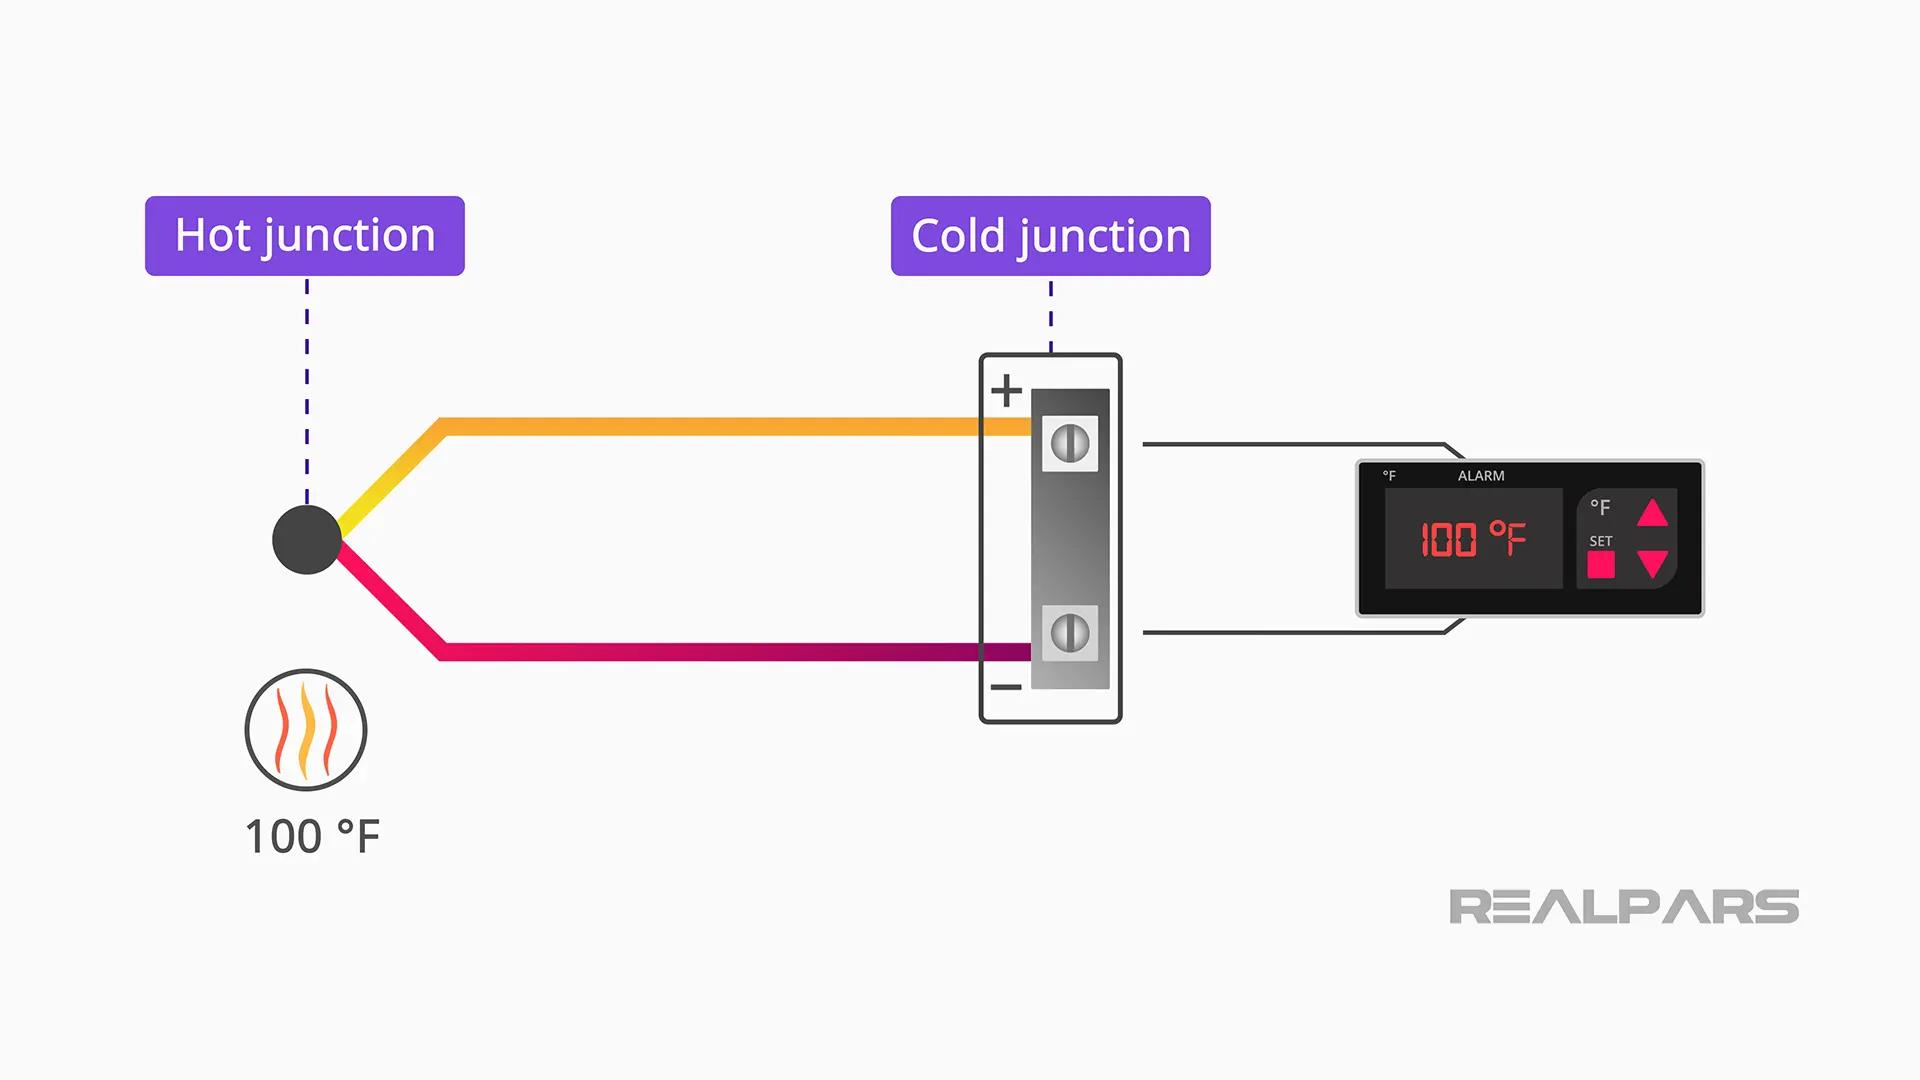 Hot junction
Cold junction
+
°F ALARM
°F
100 °F
SET
−
100 °F
REALPARS